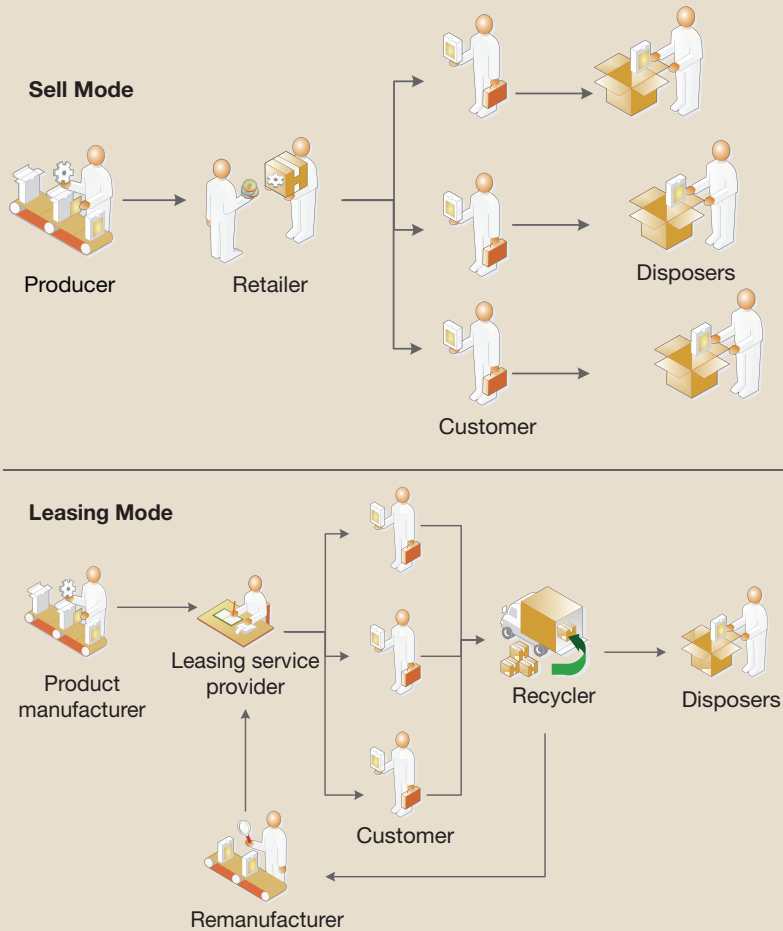 Sell Mode
Producer
Retailer
Disposers
Customer
Leasing Mode
Product
manufacturer
Leasing service
provider
Recycler
Disposers
Customer
Remanufacturer